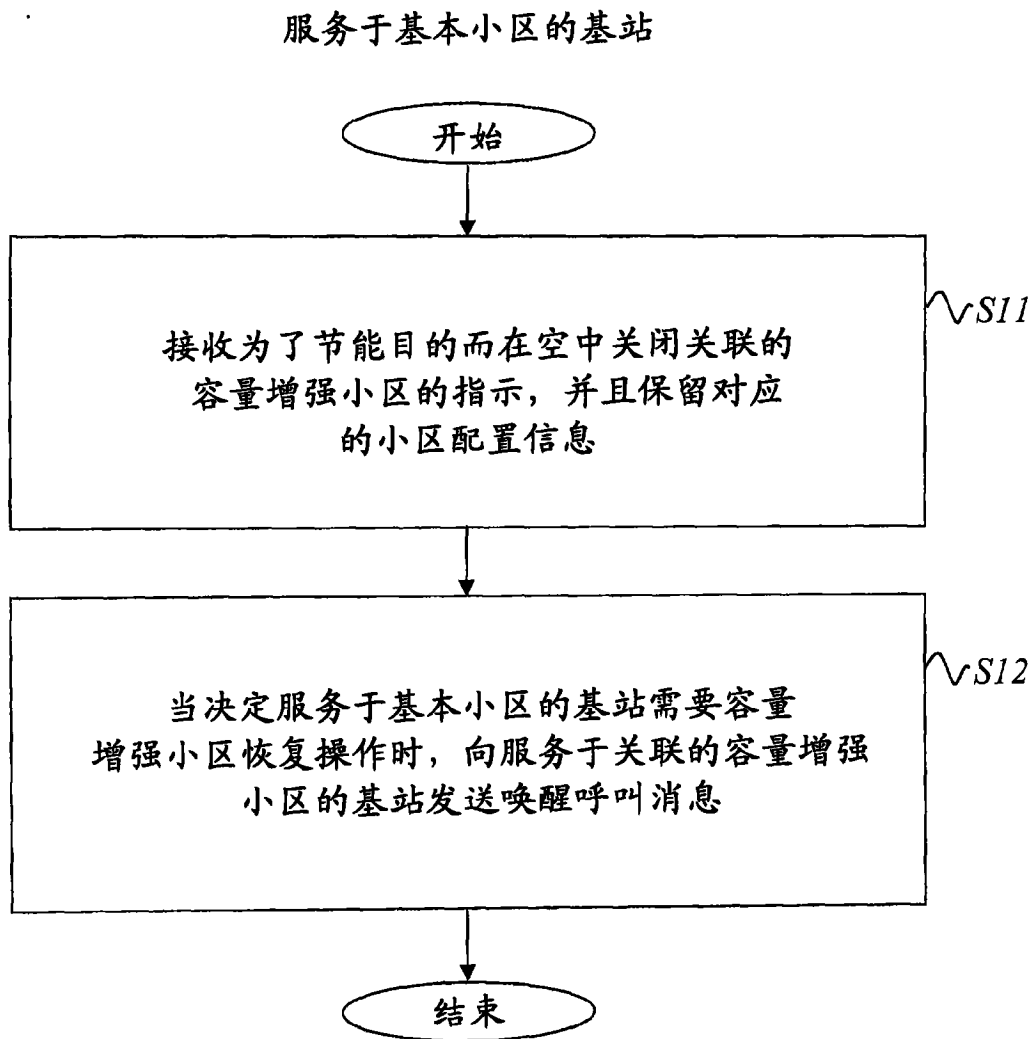 服务于基本小区的基站
开始
接收为了节能目的而在空中关闭关联的
容量增强小区的指示，并且保留对应
的小区配置信息
S11
当决定服务于基本小区的基站需要容量
增强小区恢复操作时，向服务于关联的容量增强
小区的基站发送唤醒呼叫消息
S12
结束